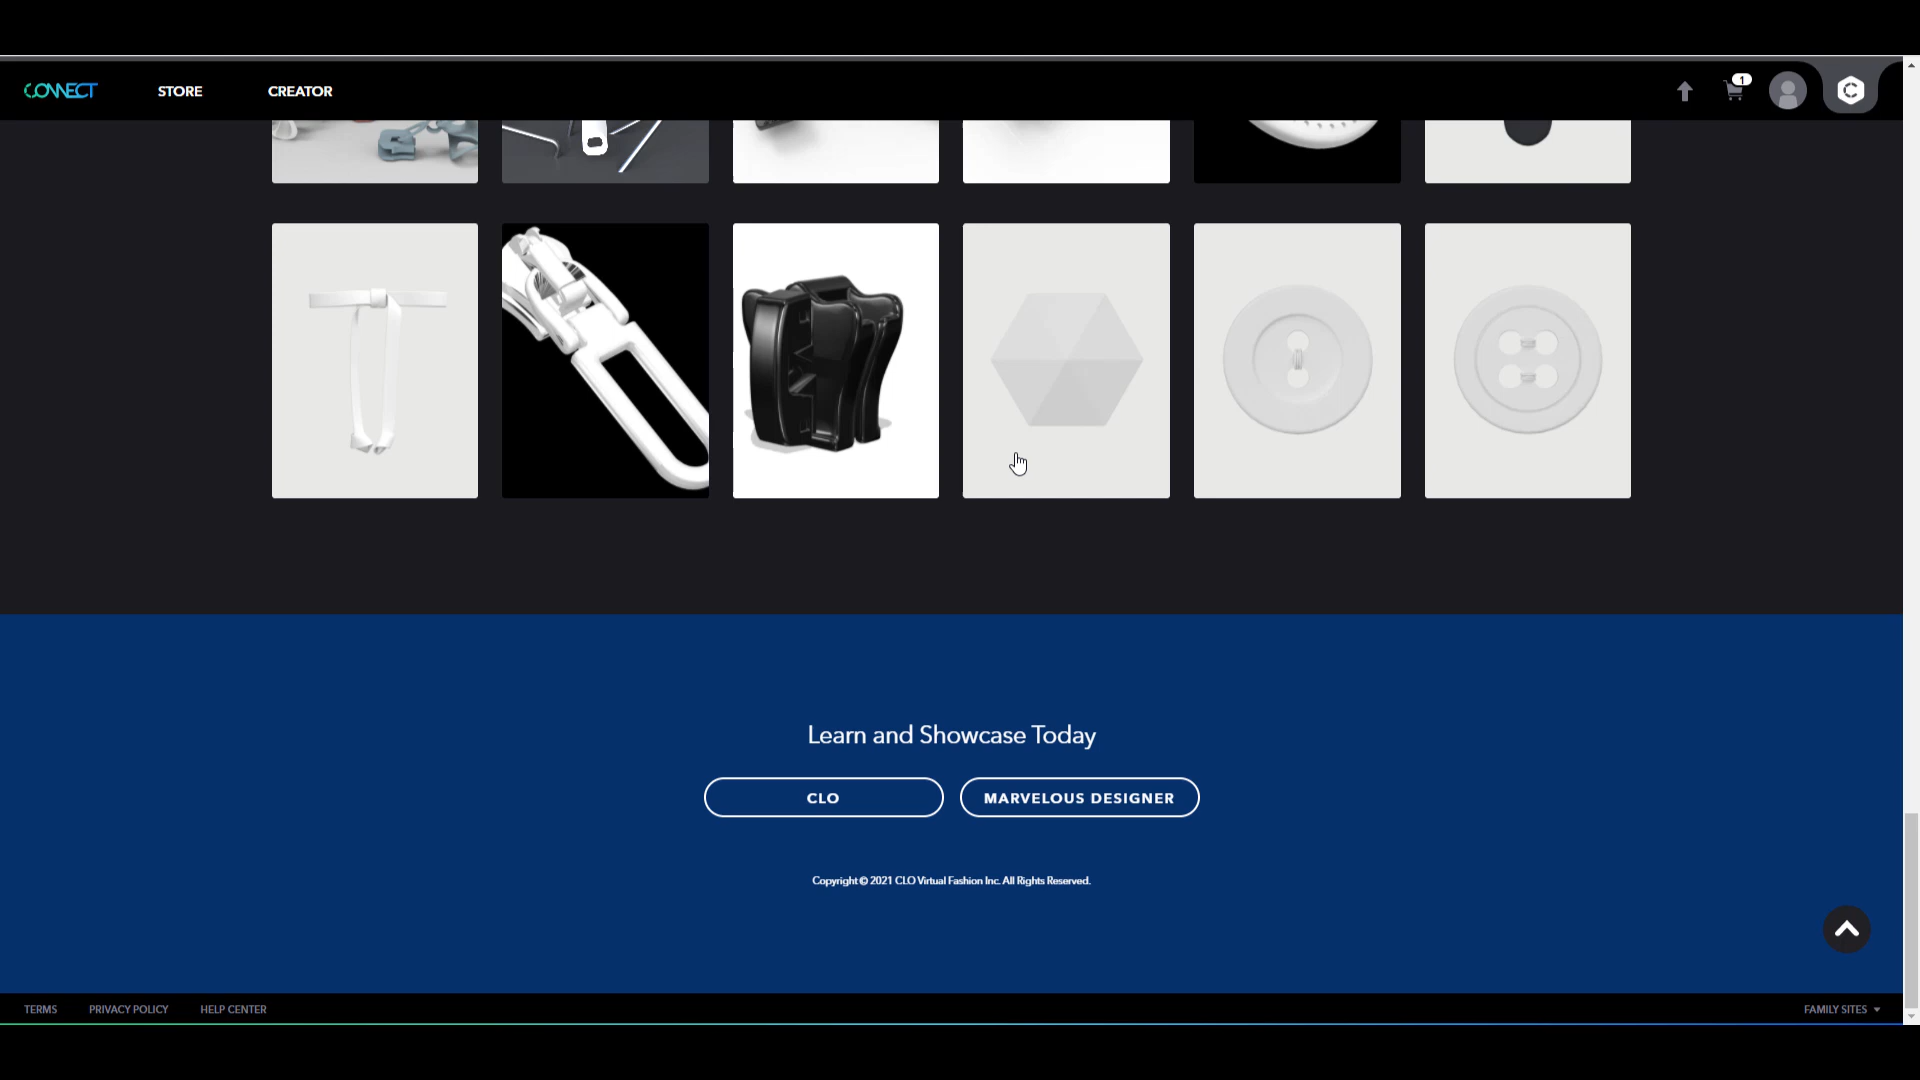 CONNECT
STORE
CREATOR
1
Learn and Showcase Today
CLO
MARVELOUS DESIGNER
Copyright © 2021 CLO Virtual Fashion Inc. All Rights Reserved.
TERMS
PRIVACY POLICY
HELP CENTER
FAMILY SITES